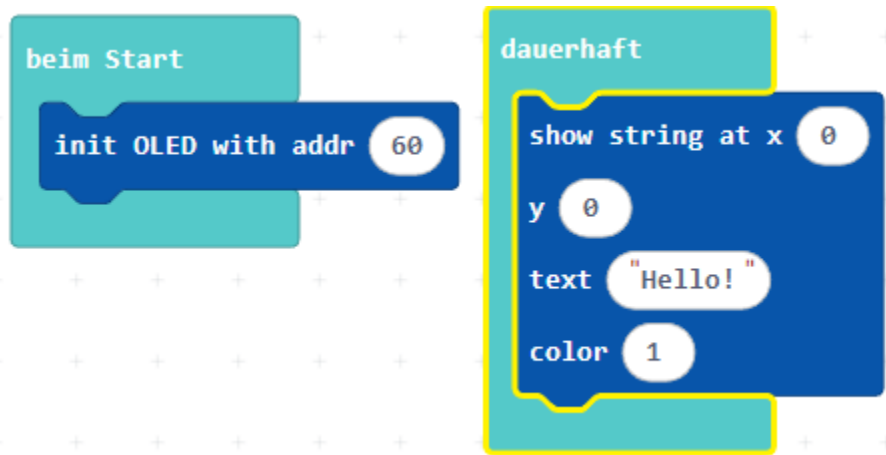 beim Start
init OLED with addr 60
dauerhaft
show string at x 0
y 0
text "Hello!"
color 1